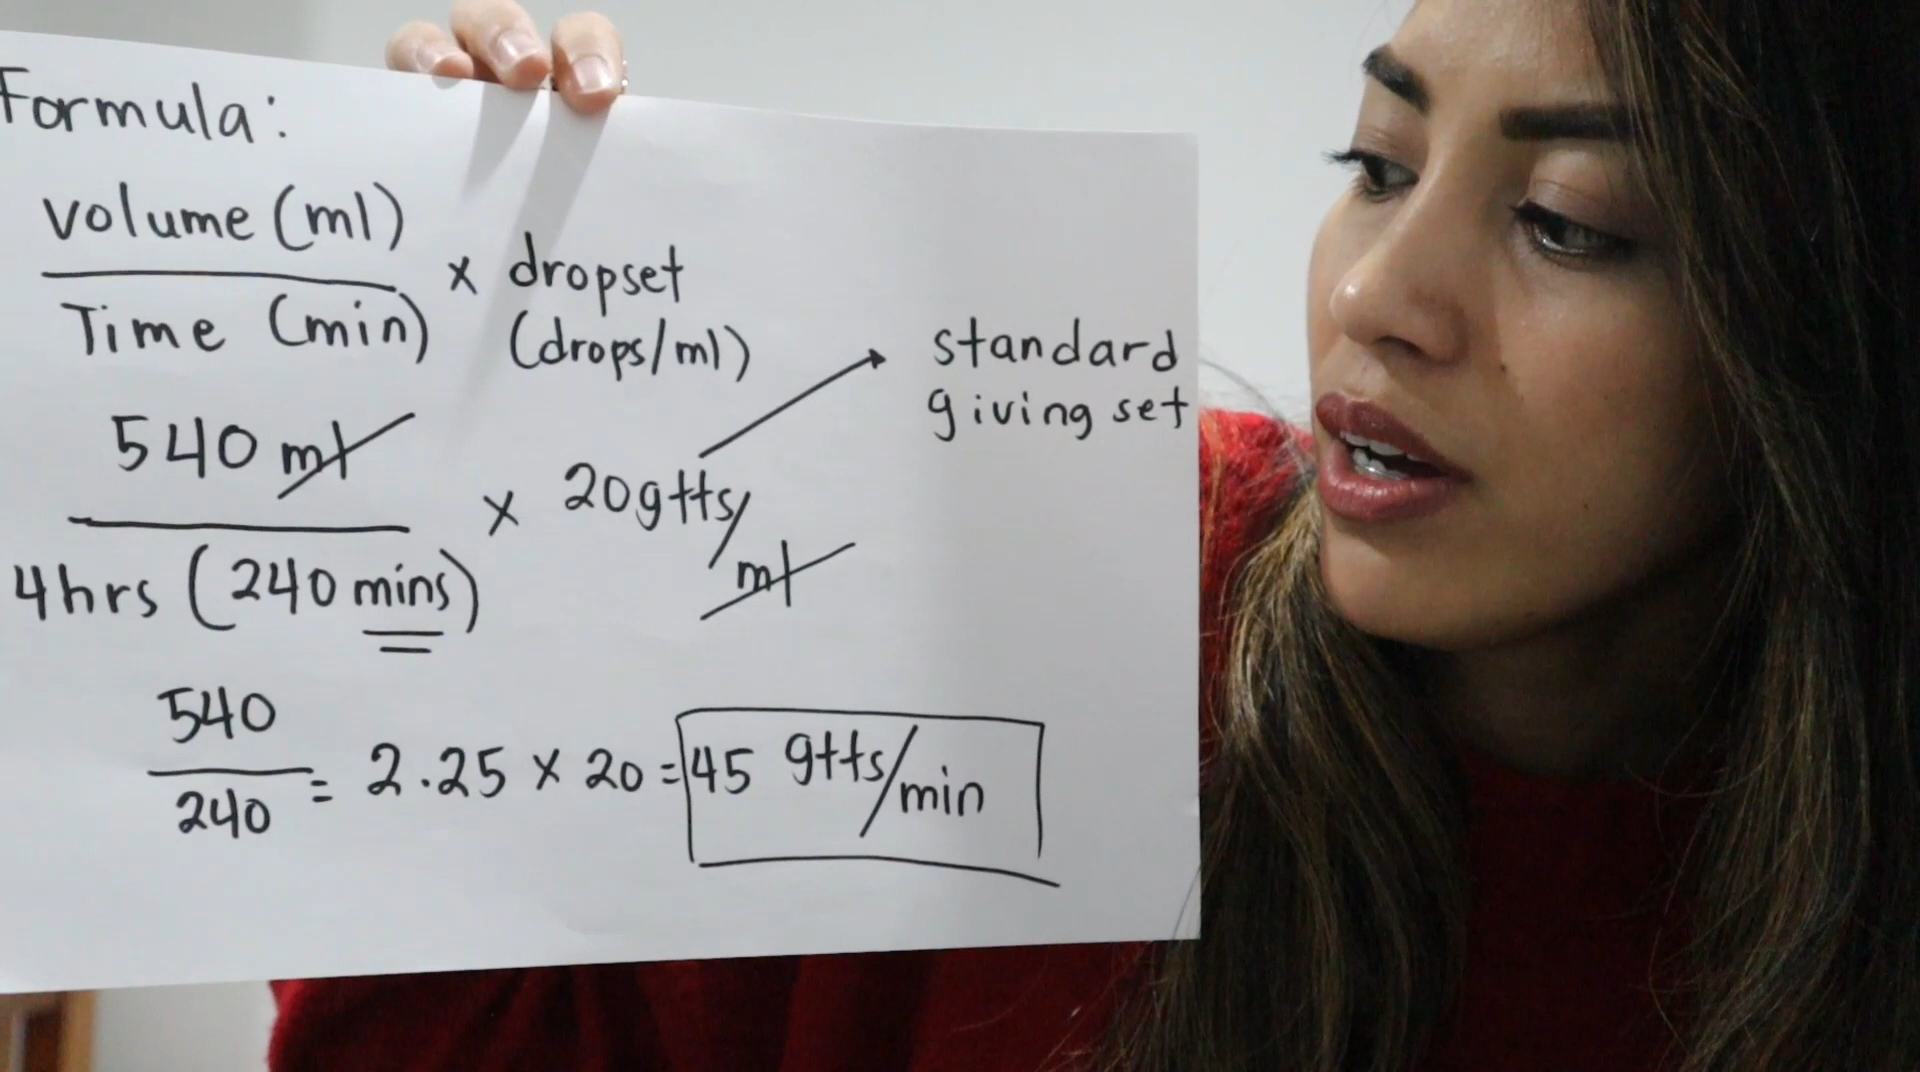 Formula:
volume (ml)
Time (min)
x dropset
(drops/ml)
standard
giving set
540 ml
4hrs (240 mins)
x 20gtts/
ml
540
240
= 2.25 x 20 = 45 gtts/min